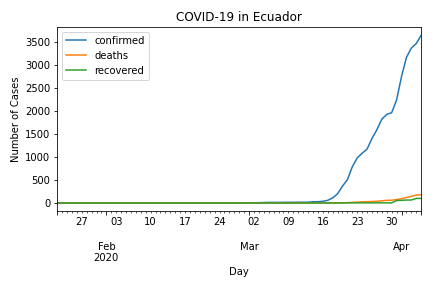 COVID-19 in Ecuador
confirmed
deaths
recovered
3500
3000
2500
2000
1500
1000
500
0
Number of Cases
27 03 10 17 24 02 09 16 23 30
Feb Mar Apr
2020
Day